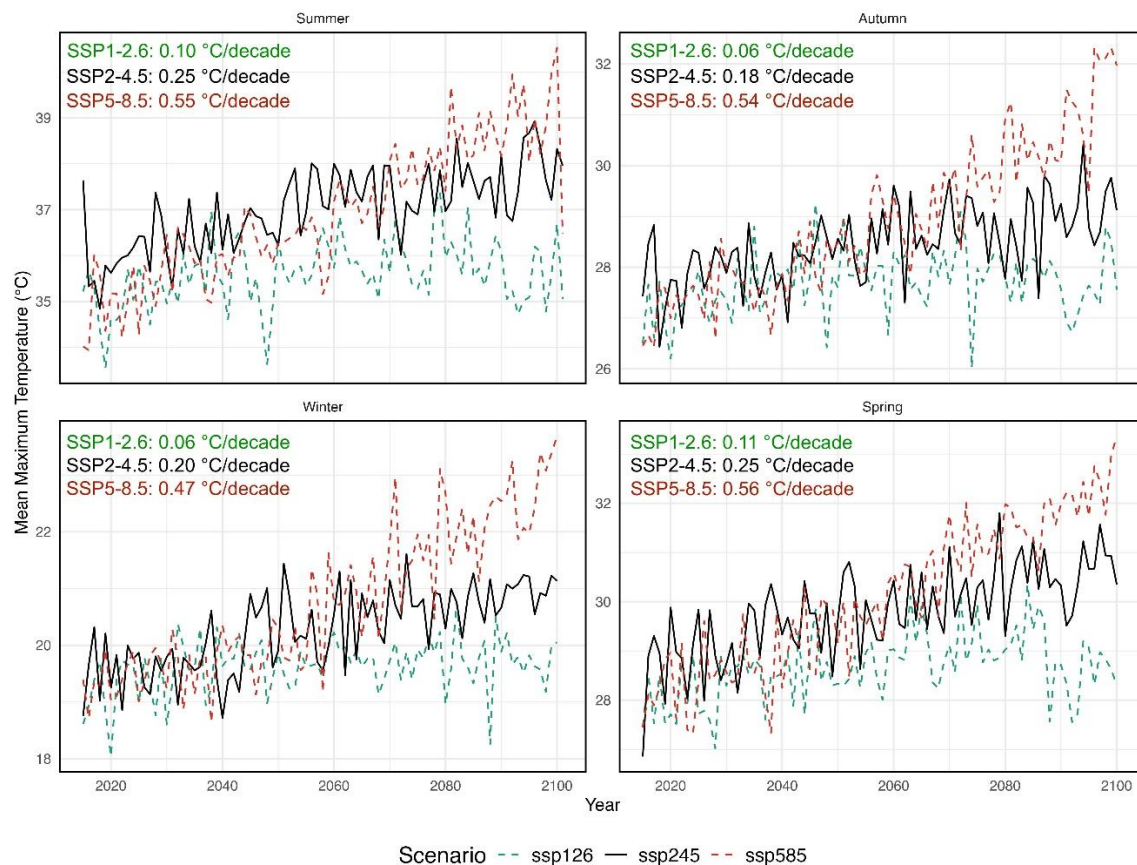 Summer
SSP1-2.6: 0.10 °C/decade
SSP2-4.5: 0.25 °C/decade
SSP5-8.5: 0.55 °C/decade
39
37
35
Autumn
SSP1-2.6: 0.06 °C/decade
SSP2-4.5: 0.18 °C/decade
SSP5-8.5: 0.54 °C/decade
32
30
28
26
Mean Maximum Temperature (°C)
Winter
SSP1-2.6: 0.06 °C/decade
SSP2-4.5: 0.20 °C/decade
SSP5-8.5: 0.47 °C/decade
22
20
18
2020 2040 2060 2080 2100
Spring
SSP1-2.6: 0.11 °C/decade
SSP2-4.5: 0.25 °C/decade
SSP5-8.5: 0.56 °C/decade
32
30
28
2020 2040 2060 2080 2100
Year
Scenario ssp126 ssp245 ssp585